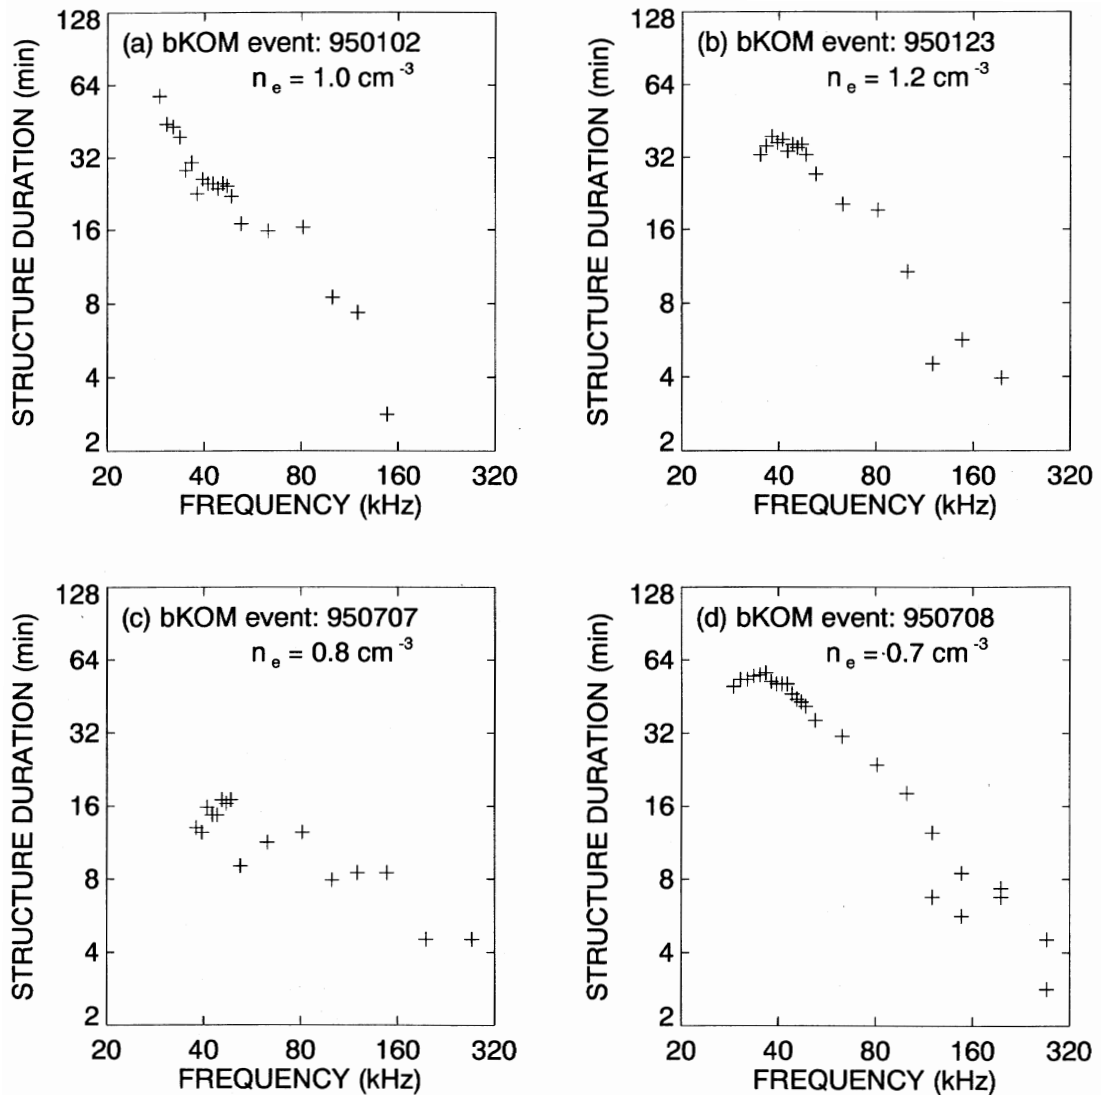 (a) bKOM event: 950102
n e = 1.0 cm -3
STRUCTURE DURATION (min)
128
64
32
16
8
4
2
20 40 80 160 320
FREQUENCY (kHz)
(b) bKOM event: 950123
n e = 1.2 cm -3
STRUCTURE DURATION (min)
128
64
32
16
8
4
2
20 40 80 160 320
FREQUENCY (kHz)
(c) bKOM event: 950707
n e = 0.8 cm -3
STRUCTURE DURATION (min)
128
64
32
16
8
4
2
20 40 80 160 320
FREQUENCY (kHz)
(d) bKOM event: 950708
n e = 0.7 cm -3
STRUCTURE DURATION (min)
128
64
32
16
8
4
2
20 40 80 160 320
FREQUENCY (kHz)